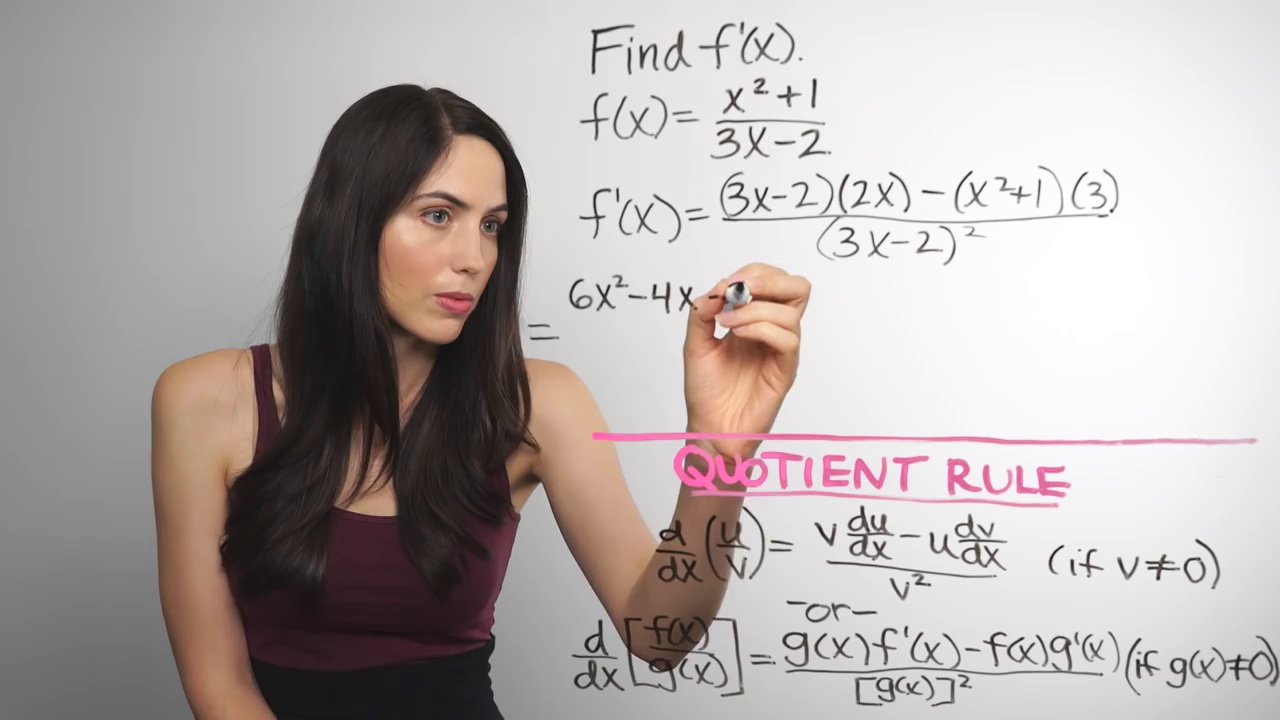 Find f'(x).
f(x) = \frac{x^2+1}{3x-2}
f'(x) = \frac{(3x-2)(2x) - (x^2+1)(3)}{(3x-2)^2}
= 6x^2-4x -
QUOTIENT RULE
\frac{d}{dx}\left(\frac{u}{v}\right) = \frac{v\frac{du}{dx} - u\frac{dv}{dx}}{v^2} (if v≠0)
-or-
\frac{d}{dx}\left[\frac{f(x)}{g(x)}\right] = \frac{g(x)f'(x)-f(x)g'(x)}{[g(x)]^2} (if g(x)≠0)